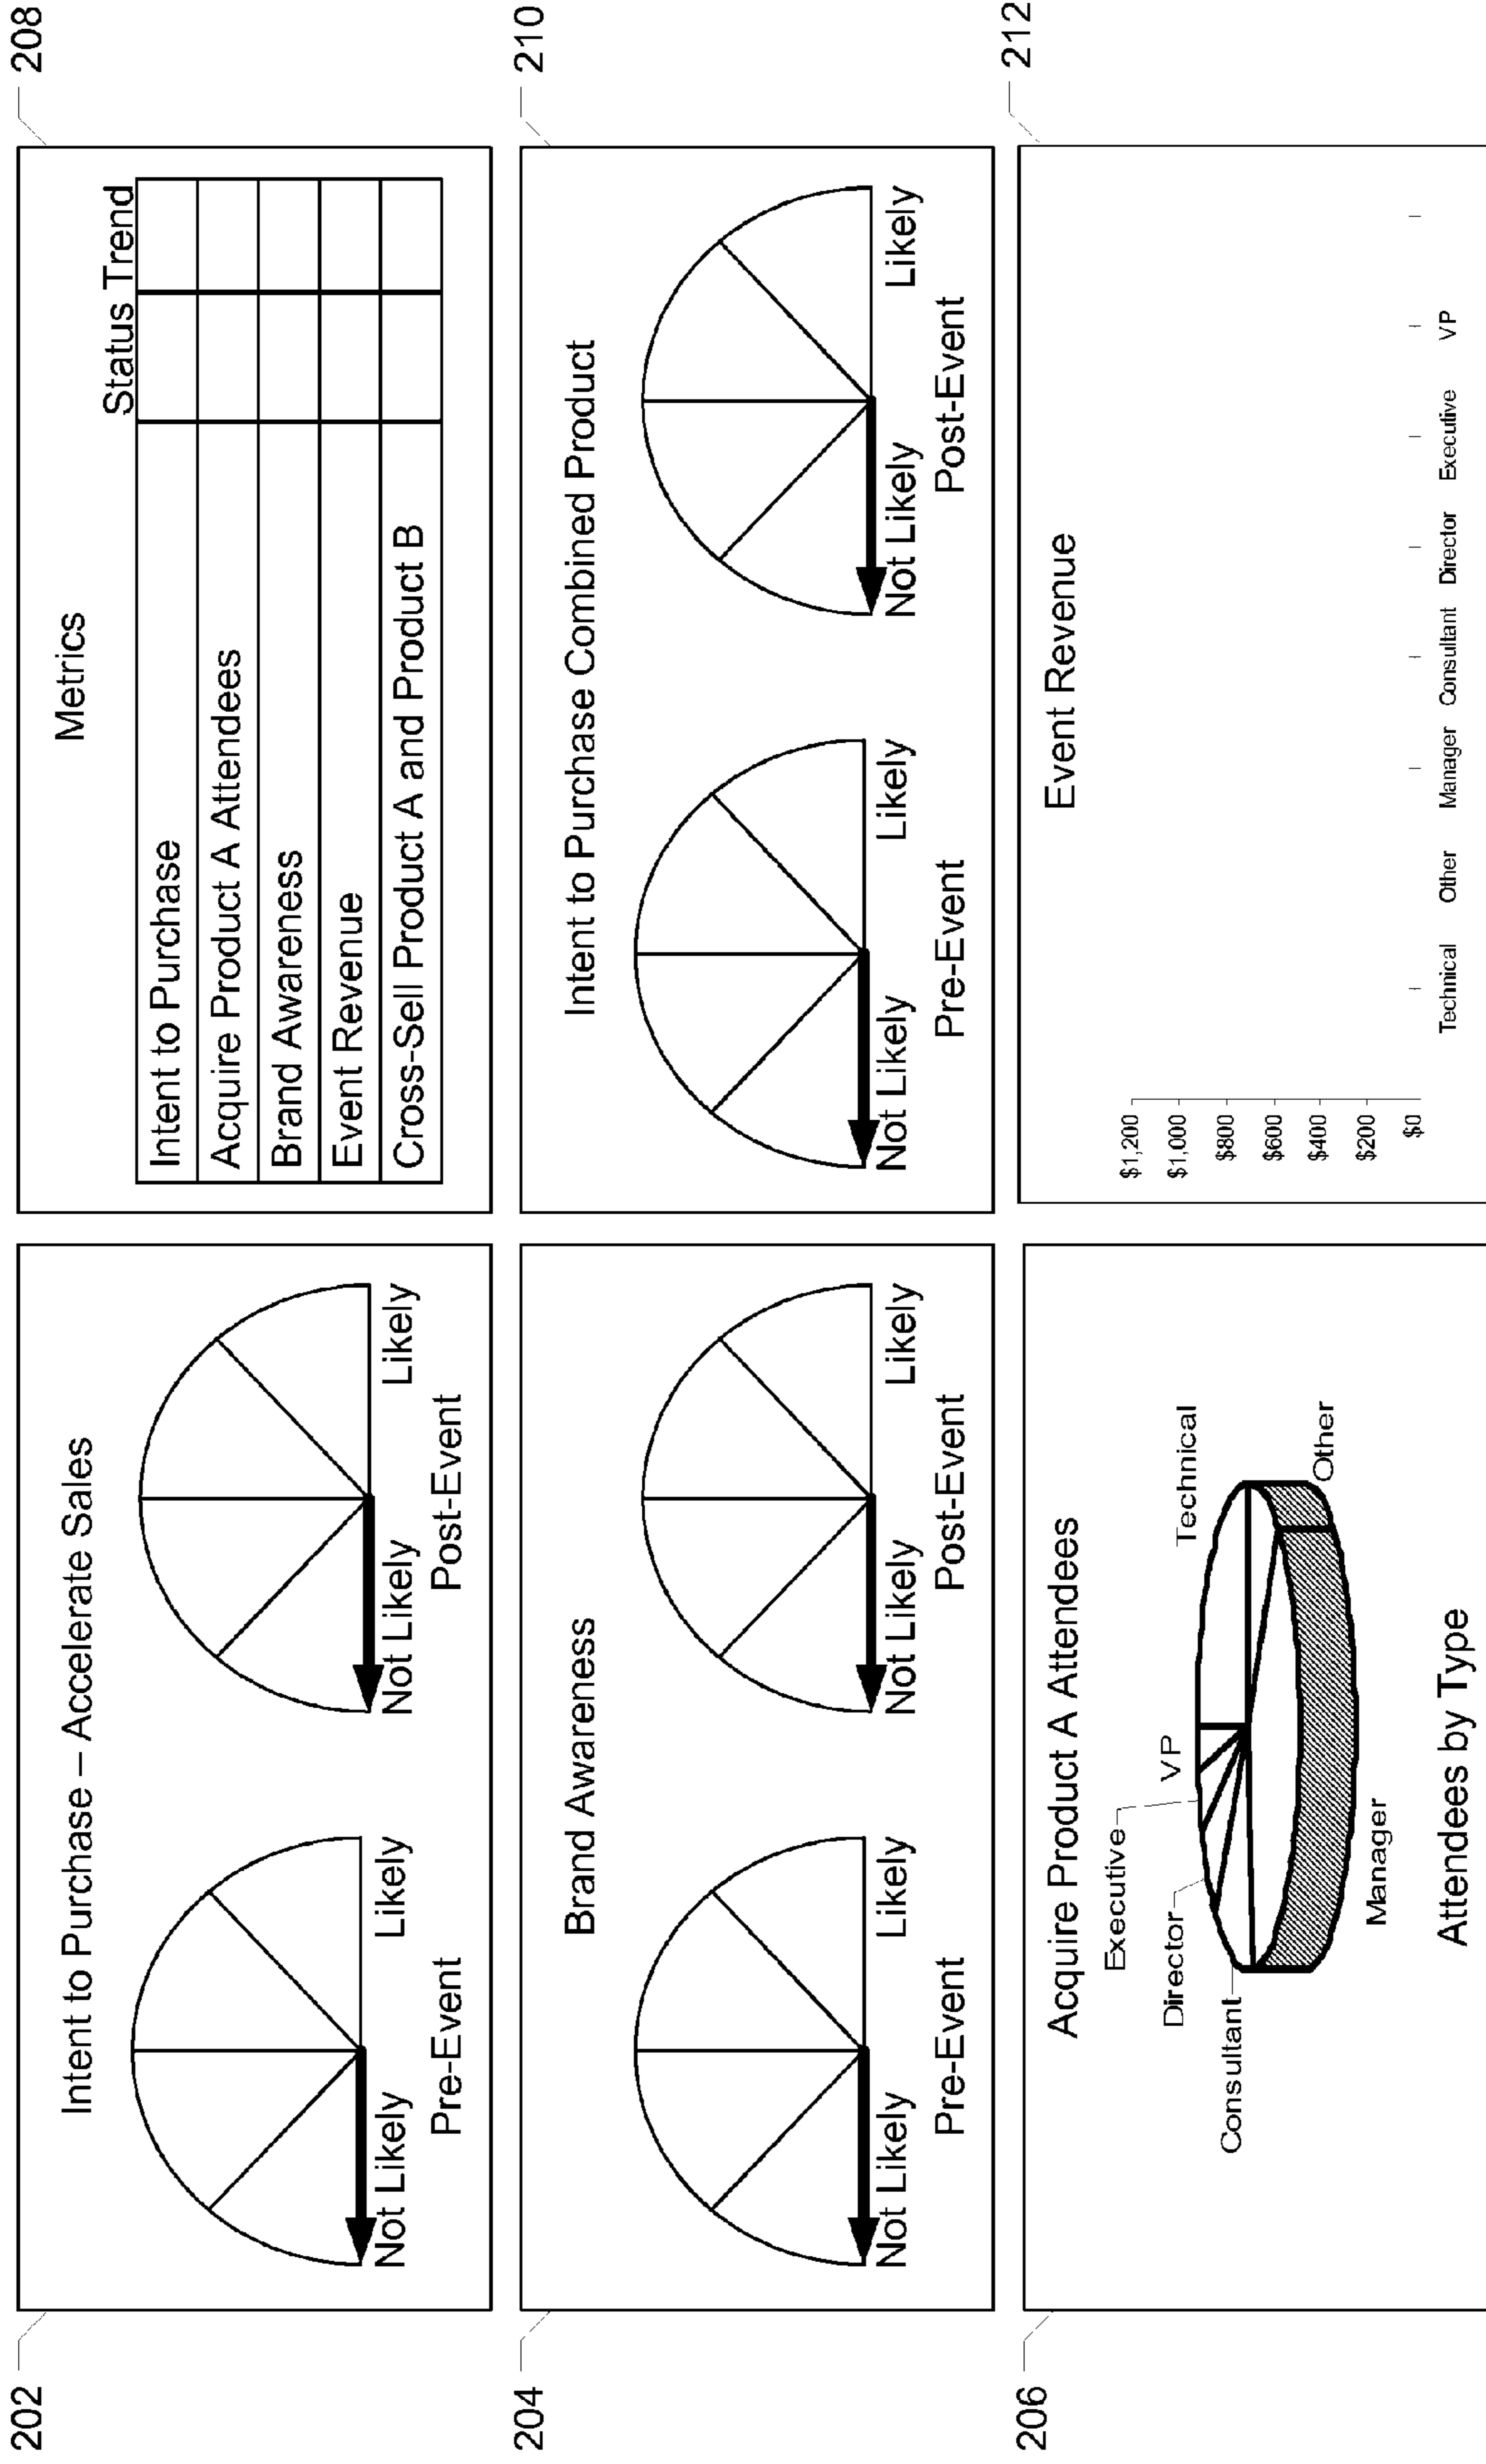 202
Intent to Purchase – Accelerate Sales
Not Likely
Likely
Pre-Event
Not Likely
Likely
Post-Event
208
Metrics
Status Trend
Intent to Purchase
Acquire Product A Attendees
Brand Awareness
Event Revenue
Cross-Sell Product A and Product B
204
Brand Awareness
Not Likely
Likely
Pre-Event
Not Likely
Likely
Post-Event
210
Intent to Purchase Combined Product
Not Likely
Likely
Pre-Event
Not Likely
Likely
Post-Event
206
Acquire Product A Attendees
Executive
VP
Technical
Director
Consultant
Other
Manager
Attendees by Type
212
Event Revenue
$1,200
$1,000
$800
$600
$400
$200
$0
Technical Other Manager Consultant Director Executive VP